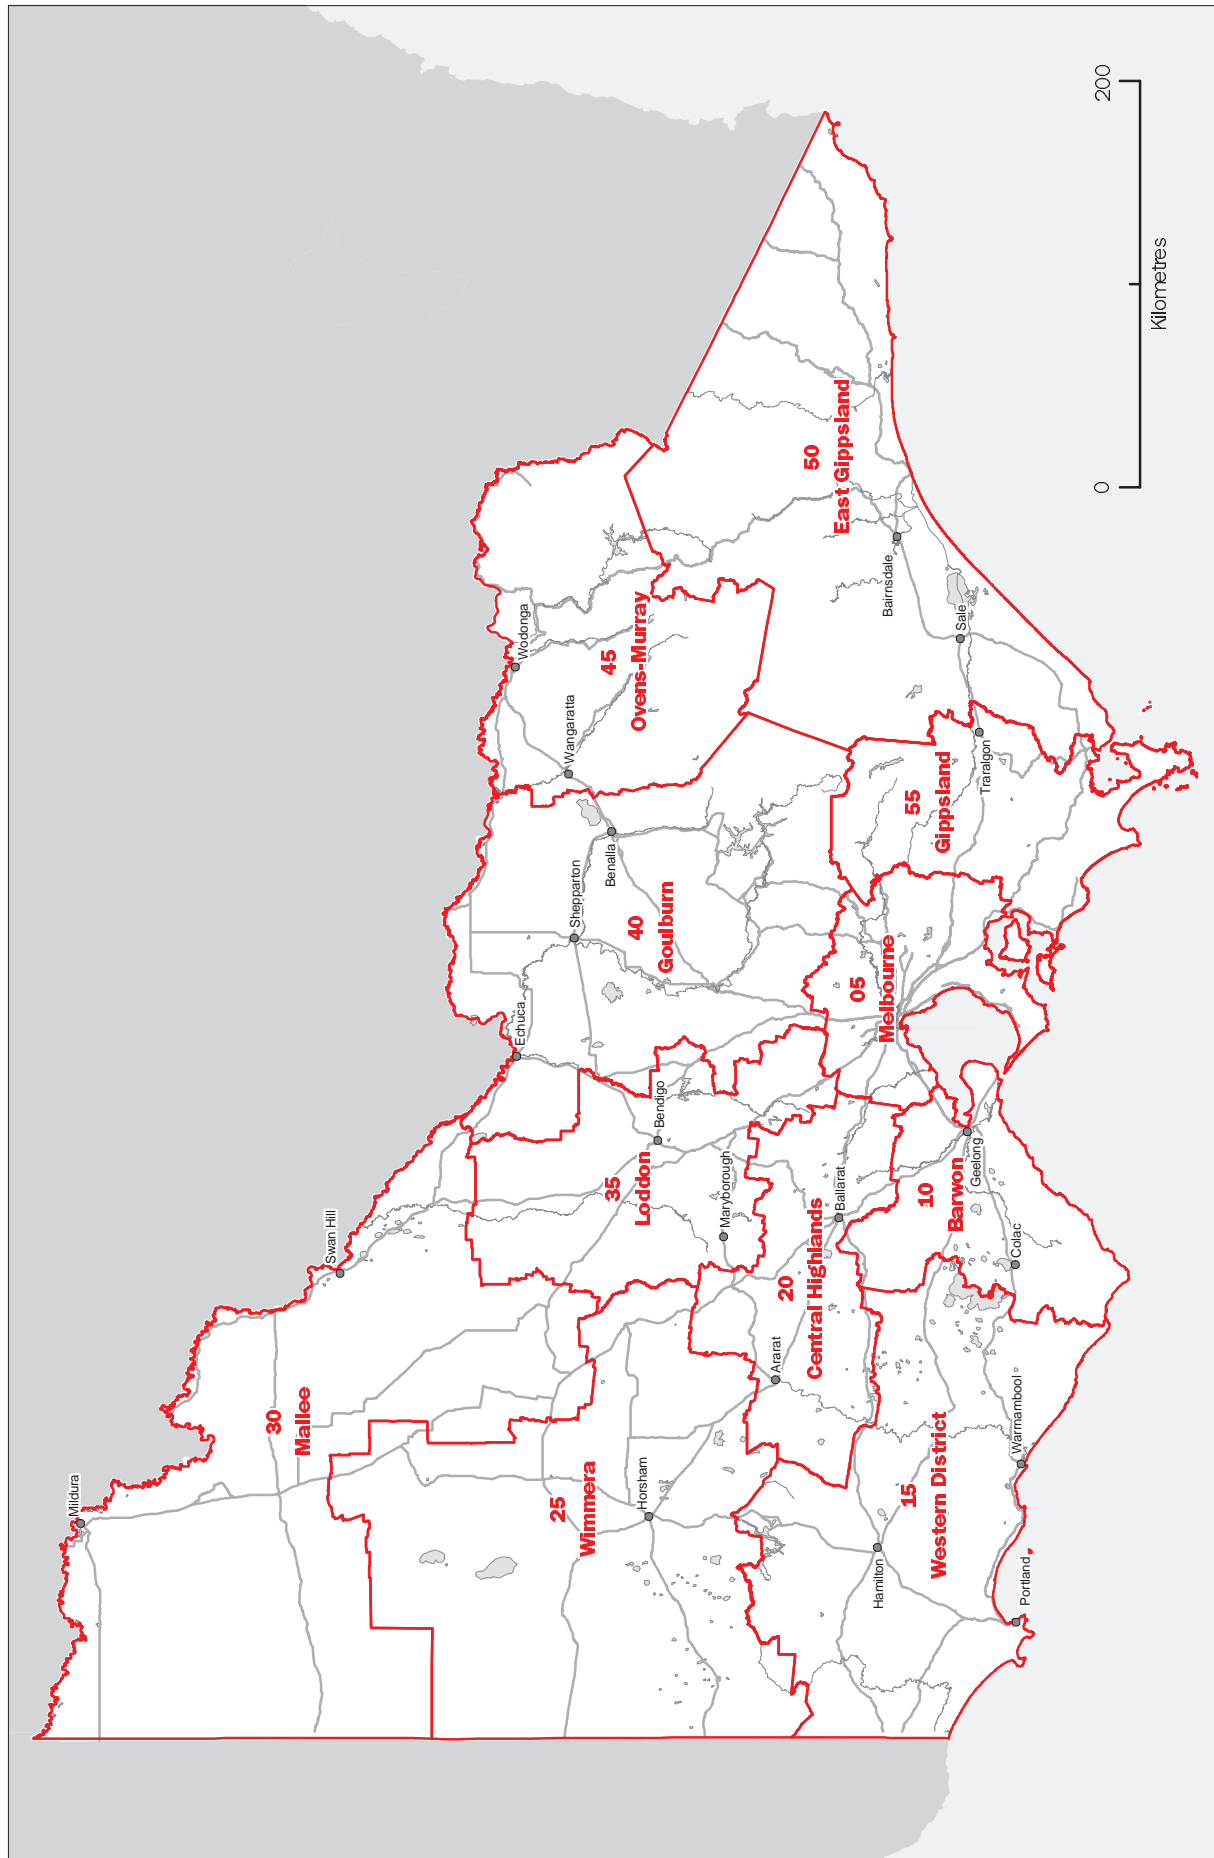 Mildura
30
Mallee
Swan Hill
25
Wimmera
Horsham
Echuca
35
Loddon
Bendigo
Maryborough
Shepparton
40
Goulburn
Benalla
Wangaratta
Wodonga
45
Ovens-Murray
50
East Gippsland
Bairnsdale
Sale
55
Gippsland
Traralgon
05
Melbourne
20
Central Highlands
Ararat
Ballarat
10
Barwon
Geelong
Colac
15
Western District
Hamilton
Warrnambool
Portland
0
200
Kilometres